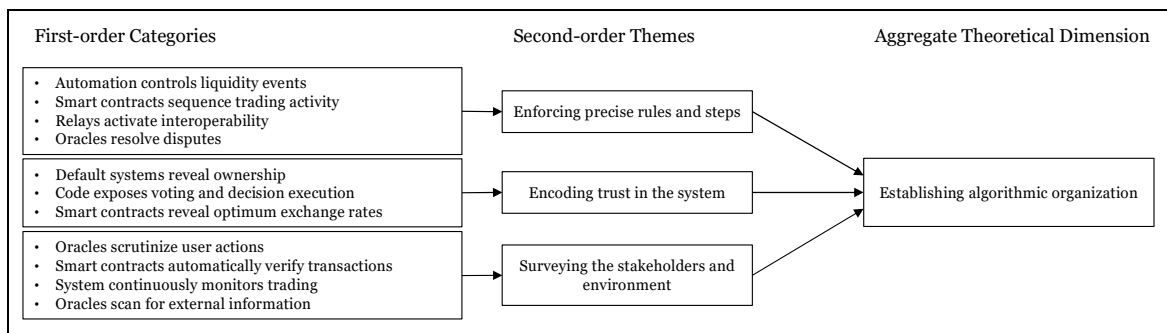 First-order Categories
Second-order Themes
Aggregate Theoretical Dimension
• Automation controls liquidity events
• Smart contracts sequence trading activity
• Relays activate interoperability
• Oracles resolve disputes
Enforcing precise rules and steps
• Default systems reveal ownership
• Code exposes voting and decision execution
• Smart contracts reveal optimum exchange rates
Encoding trust in the system
Establishing algorithmic organization
• Oracles scrutinize user actions
• Smart contracts automatically verify transactions
• System continuously monitors trading
• Oracles scan for external information
Surveying the stakeholders and
environment